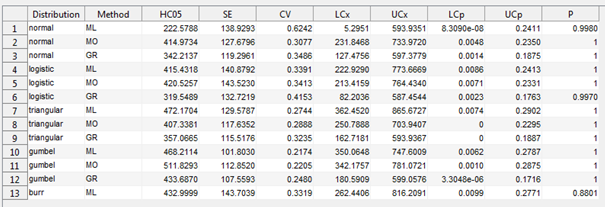 Distribution Method HC05 SE CV LCx UCx LCp UCp P
1 normal ML 222.5788 138.9293 0.6242 5.2951 593.9351 8.3090e-08 0.2411 0.9980
2 normal MO 414.9734 127.6796 0.3077 231.8468 733.9720 0.0048 0.2350 1
3 normal GR 342.2137 119.2961 0.3486 127.4756 597.3779 0.0014 0.1875 1
4 logistic ML 415.4318 140.8792 0.3391 222.9290 773.6669 0.0086 0.2413 1
5 logistic MO 420.5257 143.5230 0.3413 213.4159 764.4340 0.0071 0.2331 1
6 logistic GR 319.5489 132.7219 0.4153 82.2036 587.4544 0.0023 0.1763 0.9970
7 triangular ML 472.1704 129.5787 0.2744 362.4520 865.6727 0.0074 0.2902 1
8 triangular MO 407.3381 117.6352 0.2888 250.7888 703.9407 0 0.2295 1
9 triangular GR 357.0665 115.5176 0.3235 162.7181 593.9367 0 0.1887 1
10 gumbel ML 468.2114 101.8030 0.2174 350.0648 747.6009 0.0062 0.2787 1
11 gumbel MO 511.8293 112.8520 0.2205 342.1757 781.0721 0.0010 0.2875 1
12 gumbel GR 433.6870 107.5593 0.2480 180.5909 599.0576 3.3048e-06 0.1716 1
13 burr ML 432.9999 143.7039 0.3319 262.4406 816.2091 0.0099 0.2771 0.8801